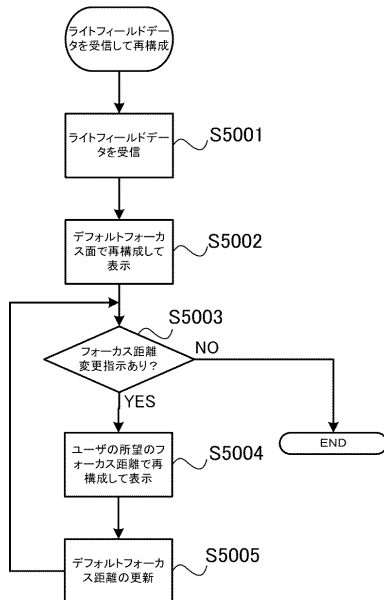 ライトフィールドデー
タを受信して再構成
ライトフィールドデー
タを受信
S5001
デフォルトフォーカ
ス面で再構成して
表示
S5002
S5003
フォーカス距離
変更指示あり?
NO
YES
ユーザの所望のフ
ォーカス距離で再
構成して表示
S5004
END
デフォルトフォーカ
ス距離の更新
S5005